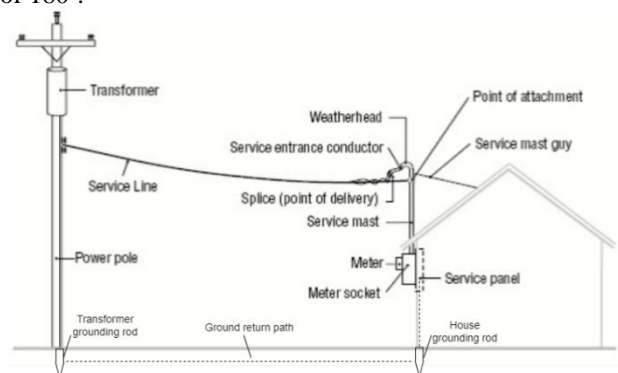 Transformer
Point of attachment
Weatherhead
Service entrance conductor
Service mast guy
Service Line
Splice (point of delivery)
Service mast
Power pole
Meter
Service panel
Meter socket
Transformer
grounding rod
Ground return path
House
grounding rod